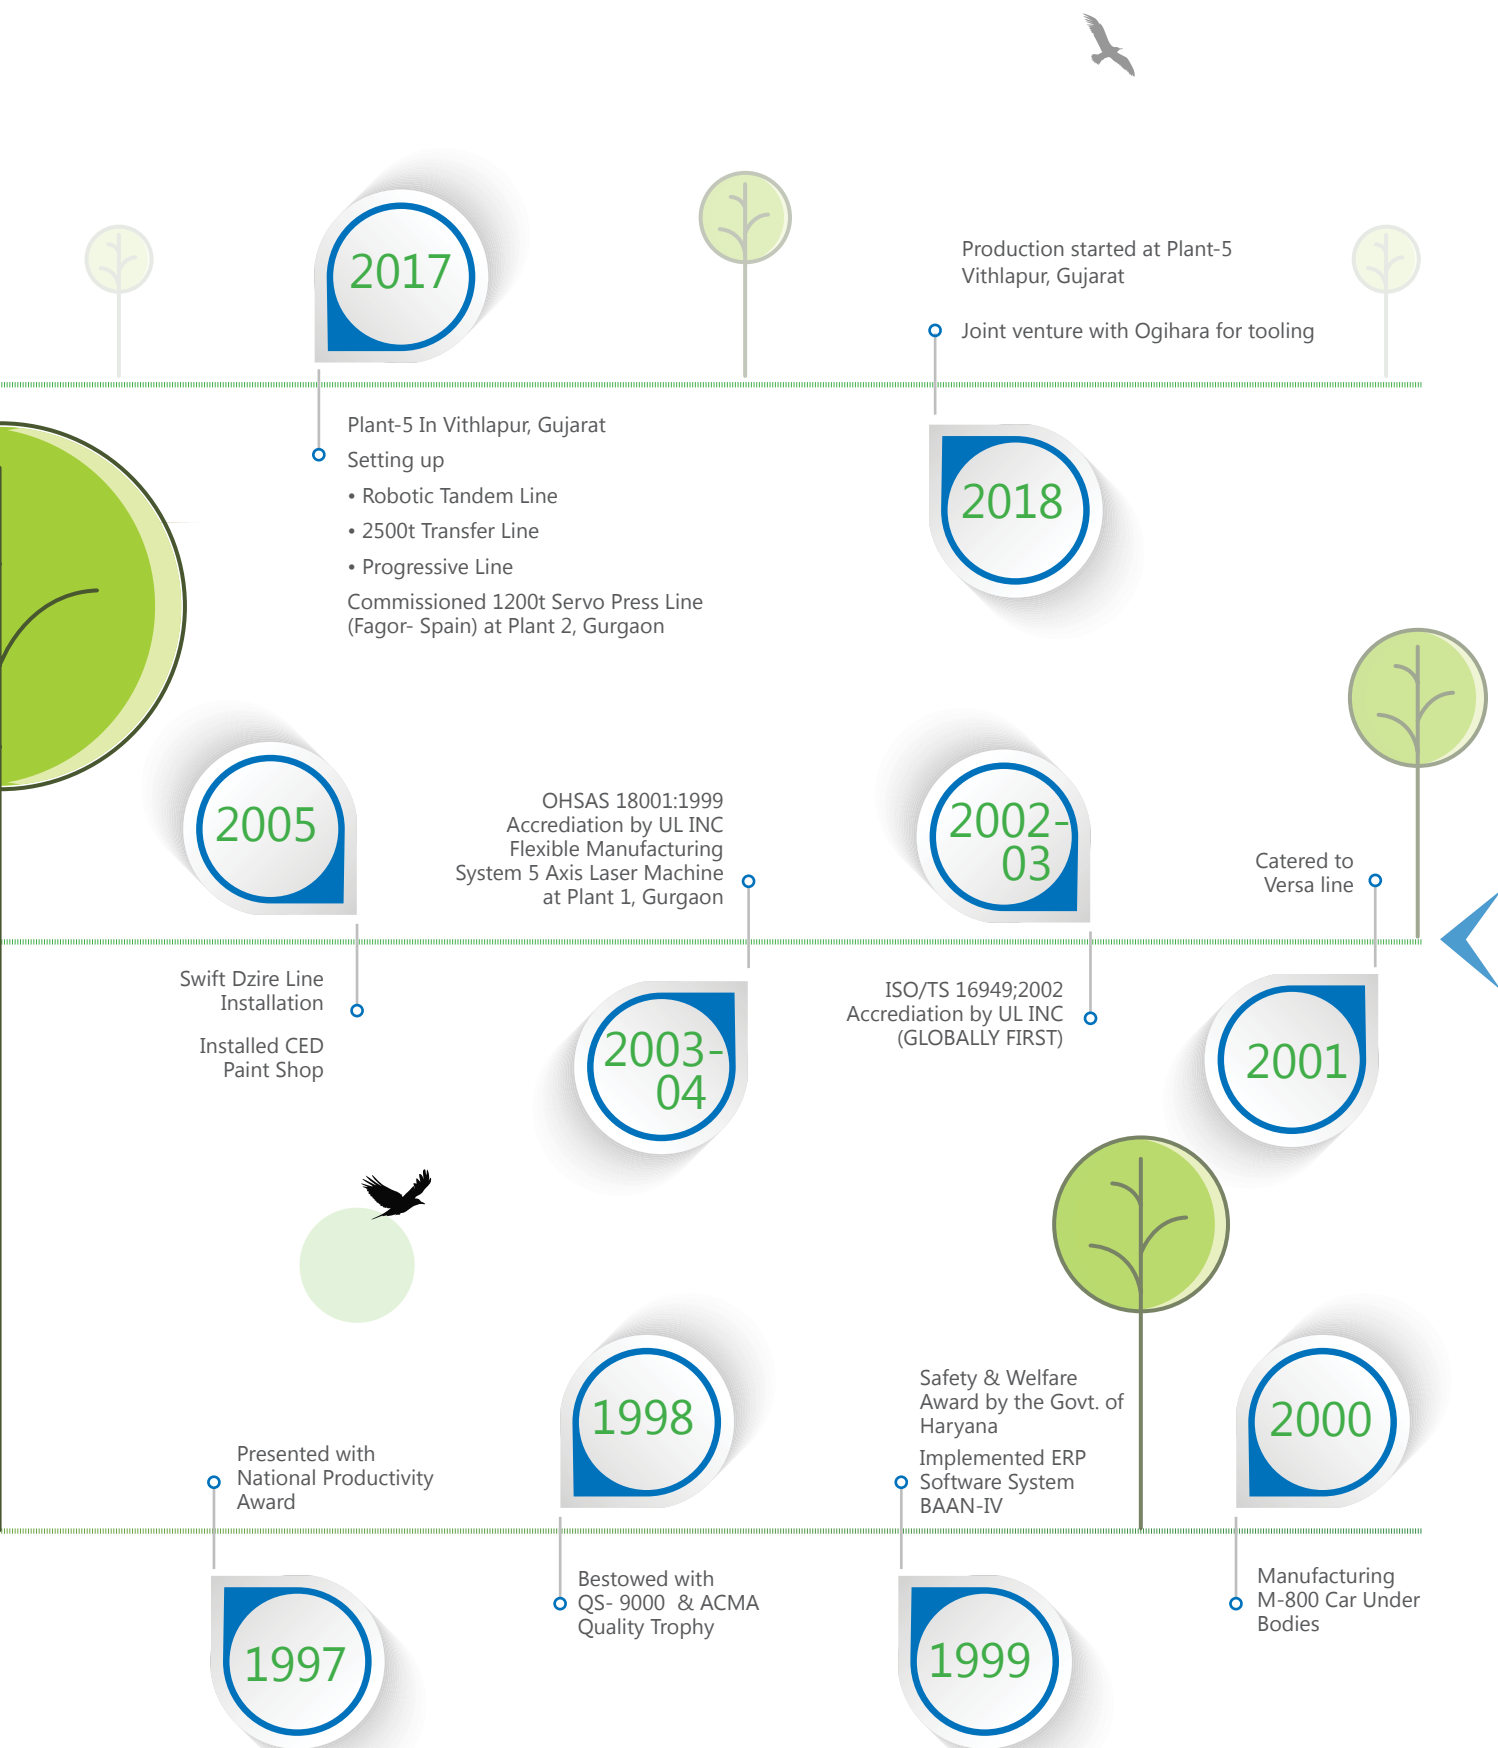 2017
Plant-5 In Vithlapur, Gujarat
Setting up
• Robotic Tandem Line
• 2500t Transfer Line
• Progressive Line
Commissioned 1200t Servo Press Line
(Fagor- Spain) at Plant 2, Gurgaon
Production started at Plant-5
Vithlapur, Gujarat
Joint venture with Ogihara for tooling
2018
2005
Swift Dzire Line
Installation
Installed CED
Paint Shop
OHSAS 18001:1999
Accrediation by UL INC
Flexible Manufacturing
System 5 Axis Laser Machine
at Plant 1, Gurgaon
2003-
04
2002-
03
ISO/TS 16949;2002
Accrediation by UL INC
(GLOBALLY FIRST)
Catered to
Versa line
2001
Presented with
National Productivity
Award
1997
1998
Bestowed with
QS- 9000 & ACMA
Quality Trophy
Safety & Welfare
Award by the Govt. of
Haryana
Implemented ERP
Software System
BAAN-IV
1999
2000
Manufacturing
M-800 Car Under
Bodies